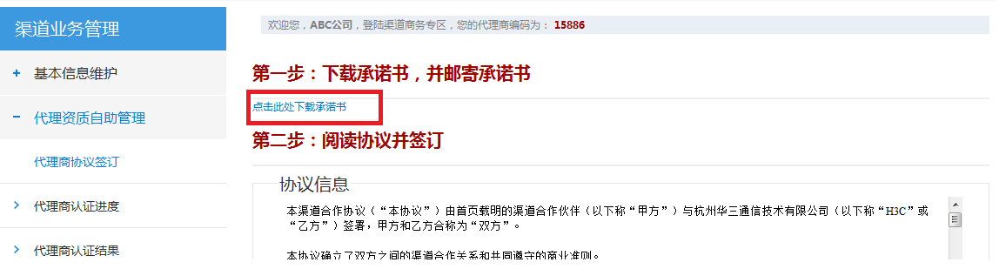 渠道业务管理
基本信息维护
代理资质自助管理
代理商协议签订
代理商认证进度
代理商认证结果
欢迎您，ABC公司，登陆渠道商务专区，您的代理商编码为： 15886
第一步：下载承诺书，并邮寄承诺书
点击此处下载承诺书
第二步：阅读协议并签订
协议信息
本渠道合作协议（“本协议”）由首页载明的渠道合作伙伴（以下称“甲方”）与杭州华三通信技术有限公司（以下称“H3C”或
“乙方”）签署，甲方和乙方合称为“双方”。
本协议确立了双方之间的渠道合作关系和共同遵守的商业准则。